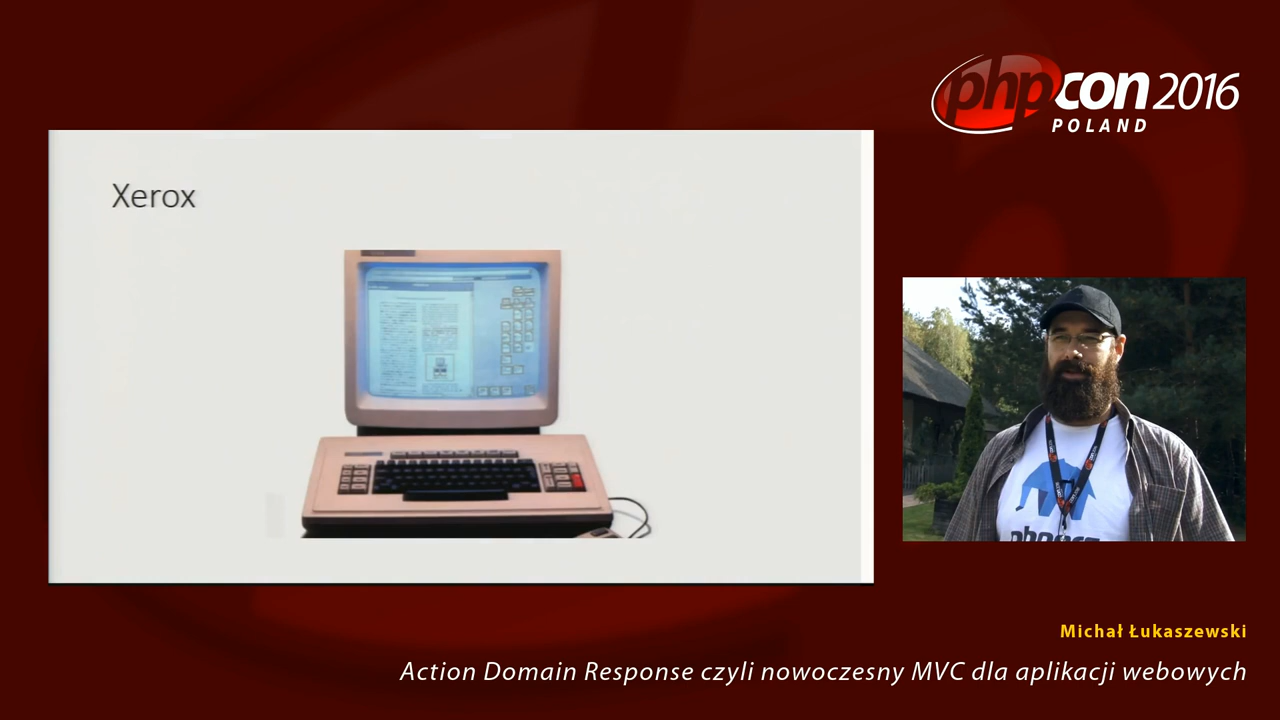 phpcon 2016
POLAND
Xerox
Michał Łukaszewski
Action Domain Response czyli nowoczesny MVC dla aplikacji webowych